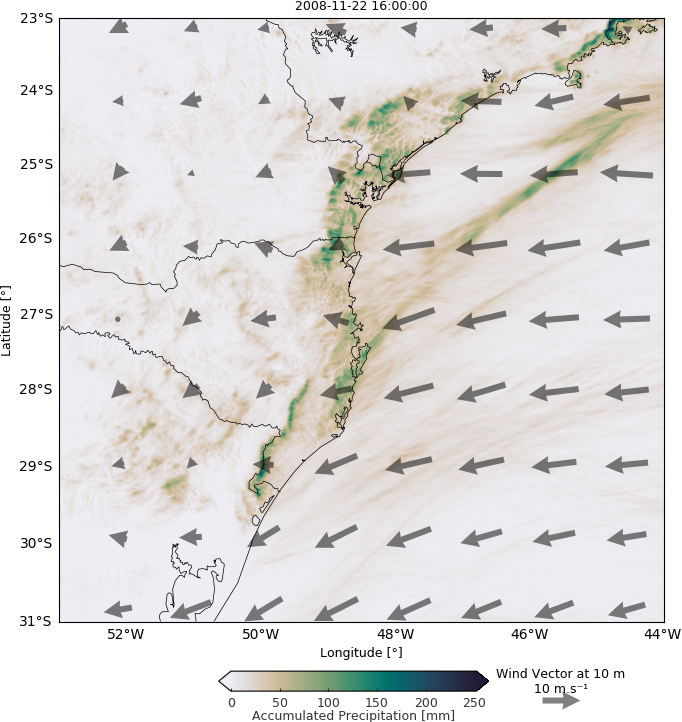 2008-11-22 16:00:00
23°S
24°S
25°S
26°S
27°S
28°S
29°S
30°S
31°S
Latitude [°]
52°W 50°W 48°W 46°W 44°W
Longitude [°]
Wind Vector at 10 m
10 m.s⁻¹
0 50 100 150 200 250
Accumulated Precipitation [mm]